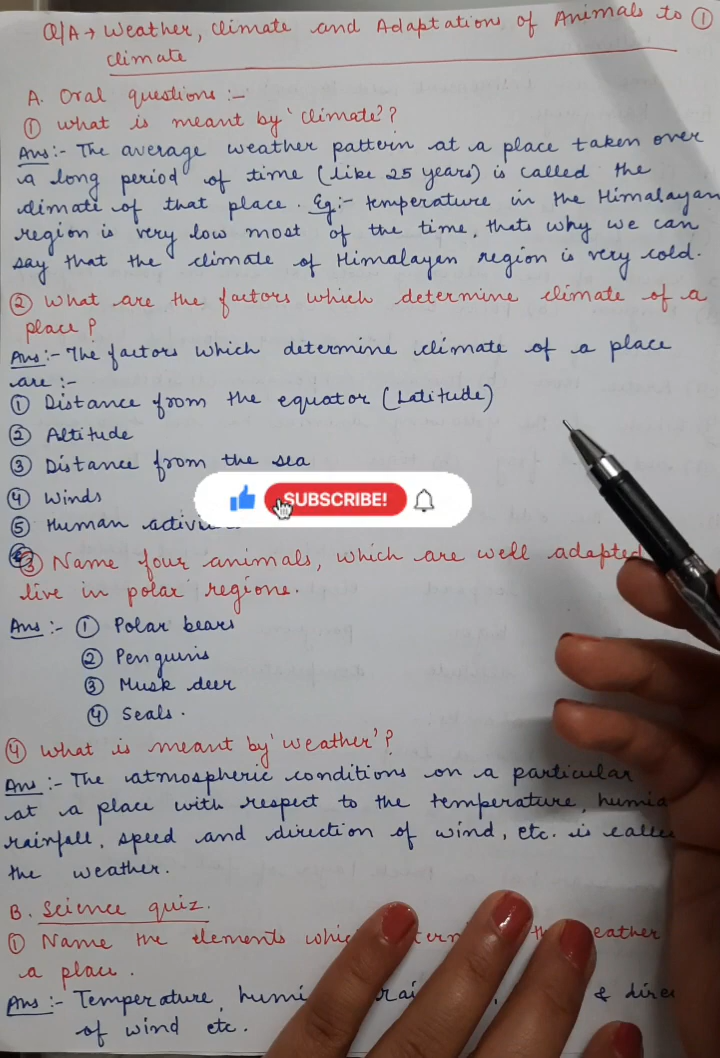 Q/A → Weather, climate and Adaptations of Animals to ①
climate
A. Oral questions :-
① What is meant by 'climate'?
Ans :- The average weather pattern at a place taken over
a long period of time (like 25 years) is called the
climate of that place. Eg:- temperature in the Himalayan
region is very low most of the time, thats why we can
say that the climate of Himalayan region is very cold.
② What are the factors which determine climate of a
place?
Ans :- The factors which determine climate of a place
are :-
① Distance from the equator (Latitude)
② Altitude
③ Distance from the sea
④ Winds
⑤ Human activi
SUBSCRIBE!
③ Name four animals, which are well adapted
live in polar regions.
Ans :- ① Polar bears
② Penguins
③ Musk deer
④ Seals.
④ What is meant by 'weather'?
Ans :- The atmospheric conditions on a particular
at a place with respect to the temperature, humid
rainfall, speed and direction of wind, etc. is calle
the weather.
B. Science quiz.
① Name the elements whic termi the weather
a place.
Ans :- Temperature, humi rai & direc
of wind etc.